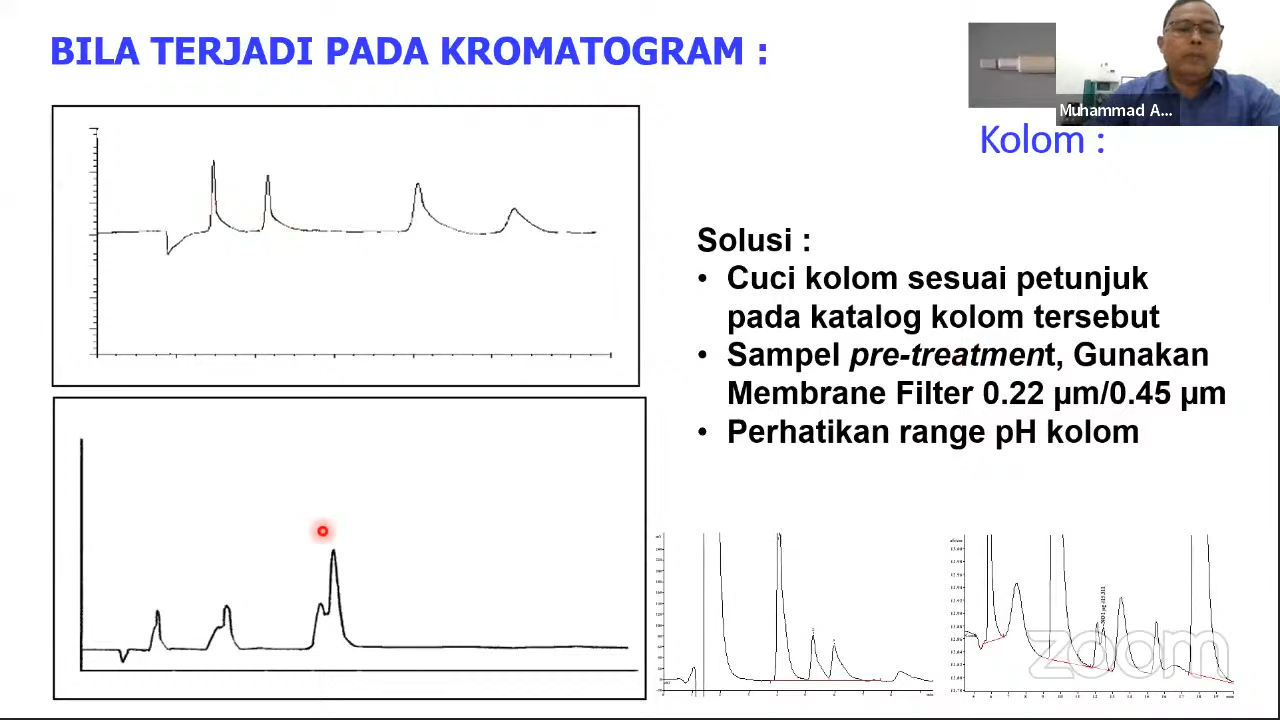 BILA TERJADI PADA KROMATOGRAM :
Muhammad A...
Kolom :
Solusi :
• Cuci kolom sesuai petunjuk
pada katalog kolom tersebut
• Sampel pre-treatment, Gunakan
Membrane Filter 0.22 µm/0.45 µm
• Perhatikan range pH kolom
zoom